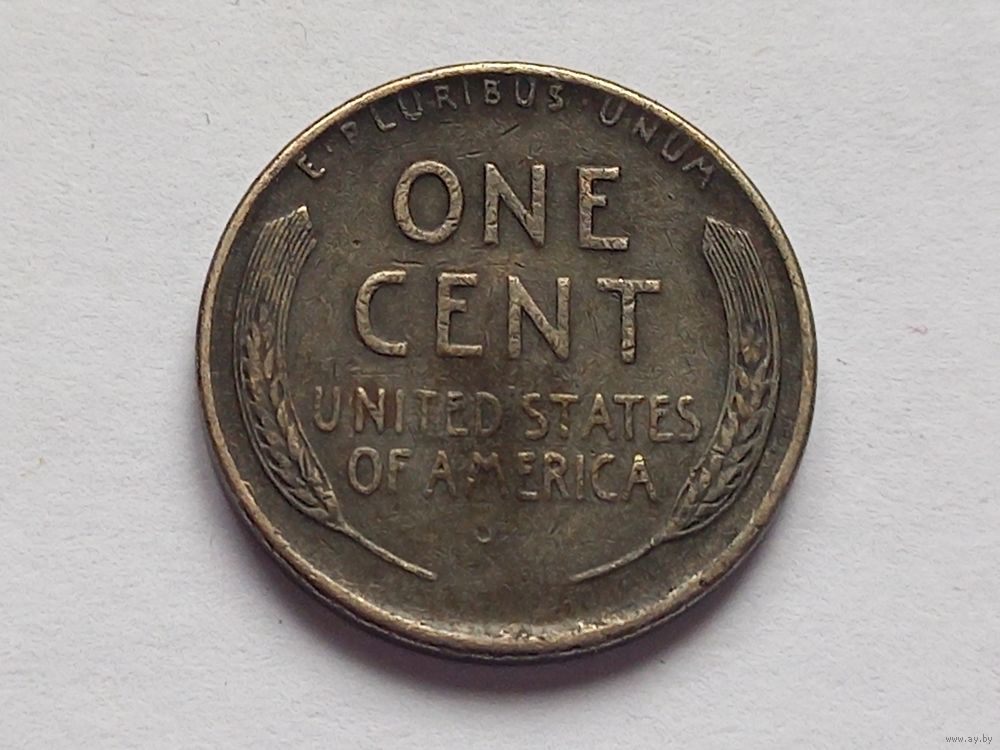 E·PLURIBUS·UNUM
ONE
CENT
UNITED STATES
OF AMERICA
www.ay.by